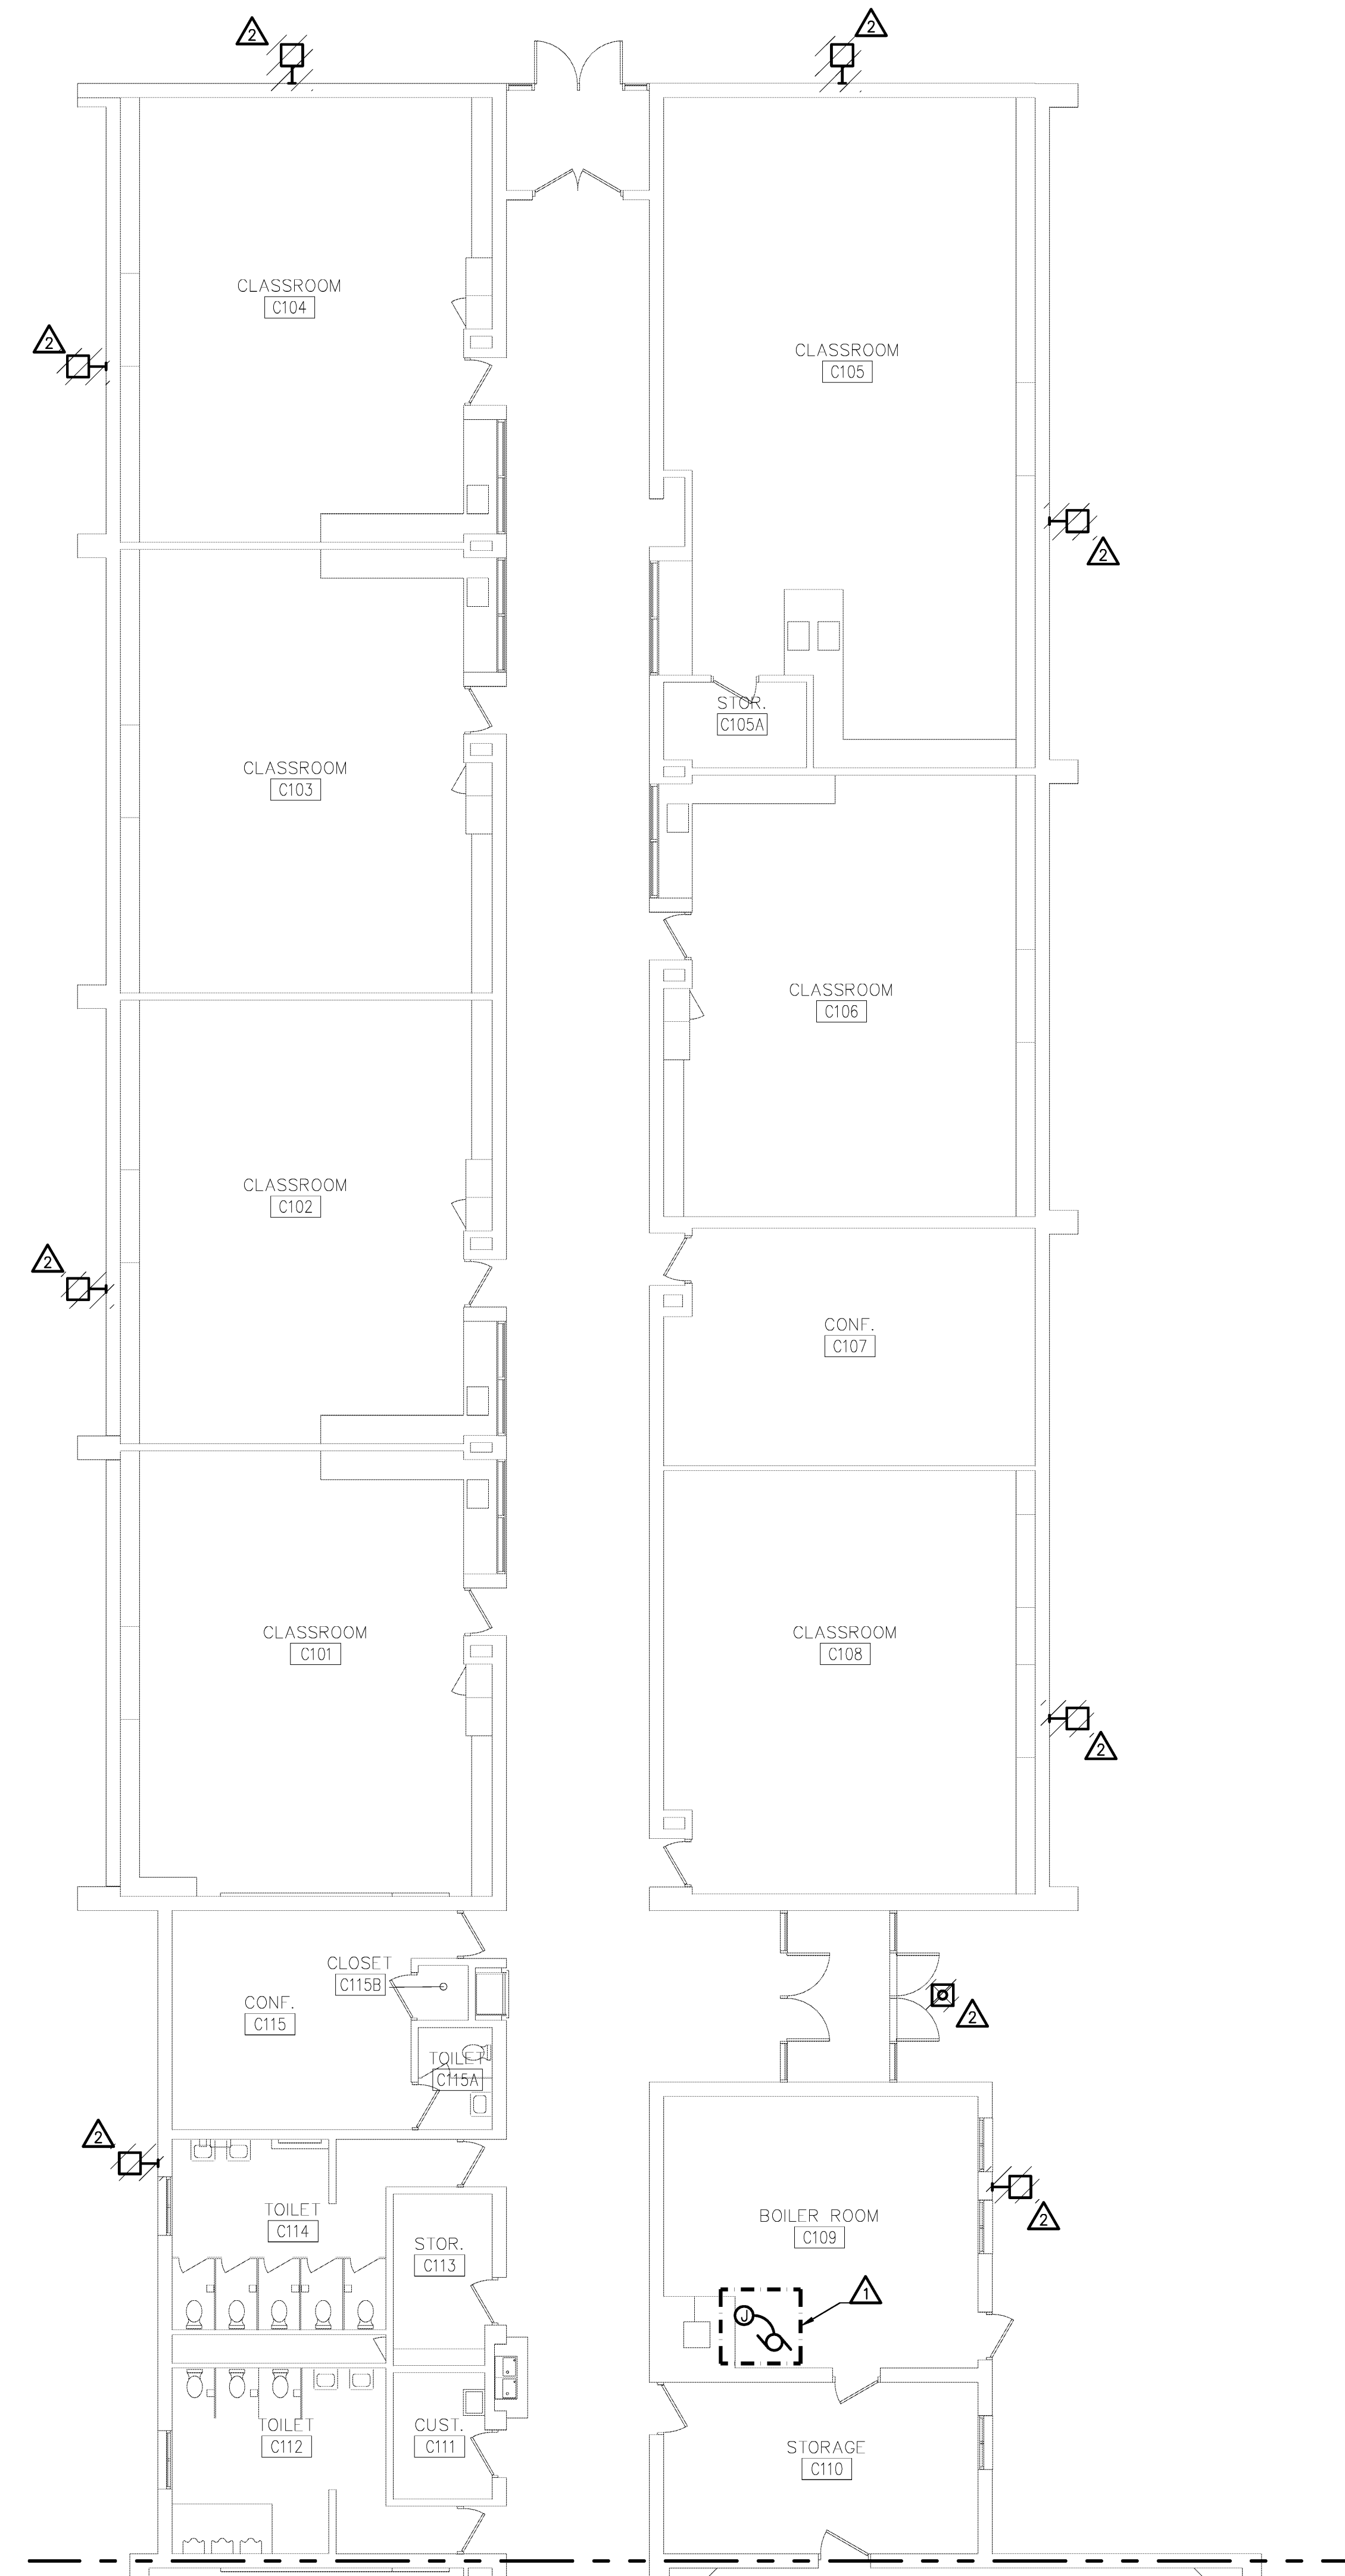 2
2
CLASSROOM
C104
2
CLASSROOM
C105
2
STOR.
C105A
CLASSROOM
C103
CLASSROOM
C106
CLASSROOM
C102
2
CONF.
C107
CLASSROOM
C101
CLASSROOM
C108
2
CLOSET
C115B
CONF.
C115
2
TOILET
C115A
2
TOILET
C114
BOILER ROOM
C109
2
STOR.
C113
1
J
TOILET
C112
CUST.
C111
STORAGE
C110